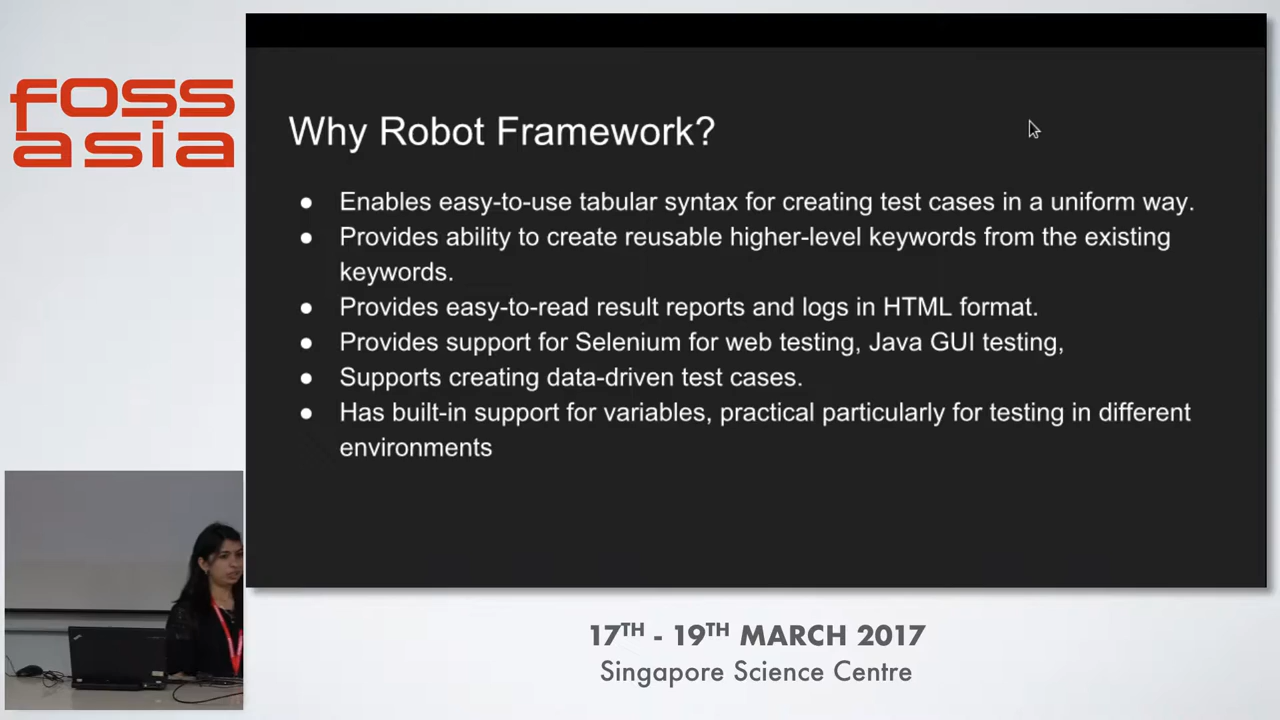 foss
asia
Why Robot Framework?
● Enables easy-to-use tabular syntax for creating test cases in a uniform way.
● Provides ability to create reusable higher-level keywords from the existing
keywords.
● Provides easy-to-read result reports and logs in HTML format.
● Provides support for Selenium for web testing, Java GUI testing,
● Supports creating data-driven test cases.
● Has built-in support for variables, practical particularly for testing in different
environments
17TH - 19TH MARCH 2017
Singapore Science Centre